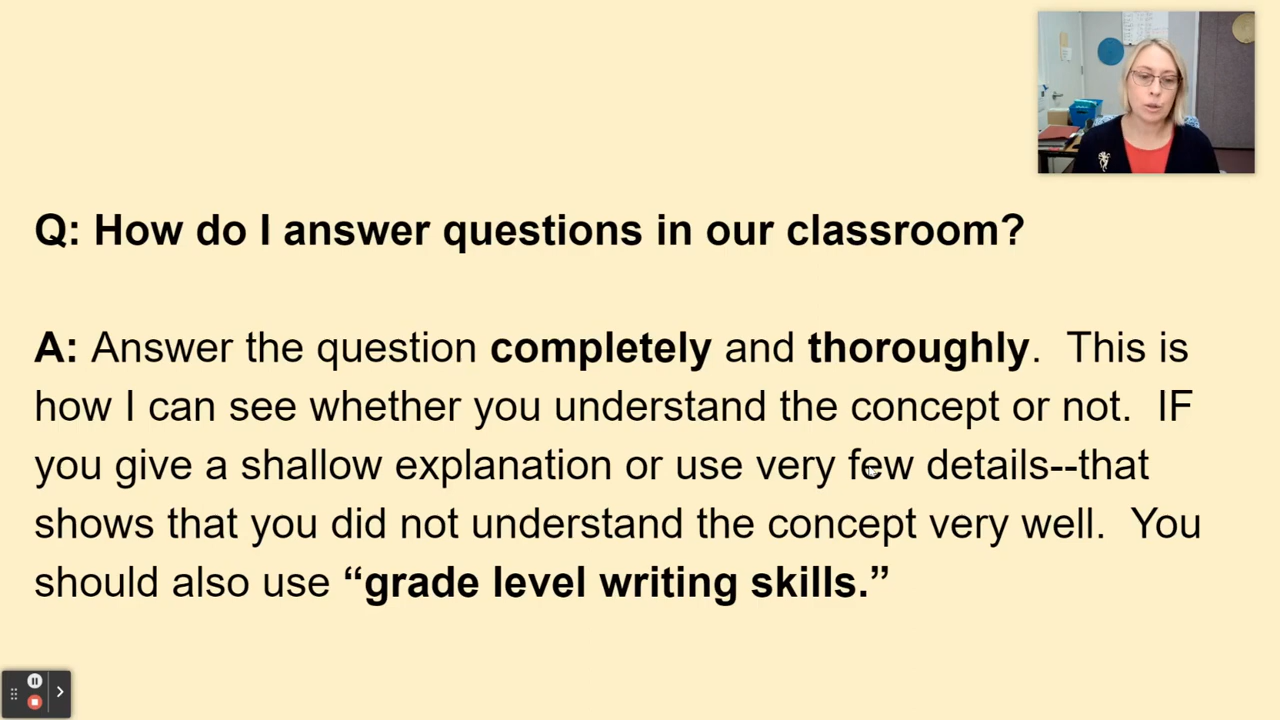 Q: How do I answer questions in our classroom?
A: Answer the question completely and thoroughly.  This is
how I can see whether you understand the concept or not.  IF
you give a shallow explanation or use very few details--that
shows that you did not understand the concept very well.  You
should also use “grade level writing skills.”